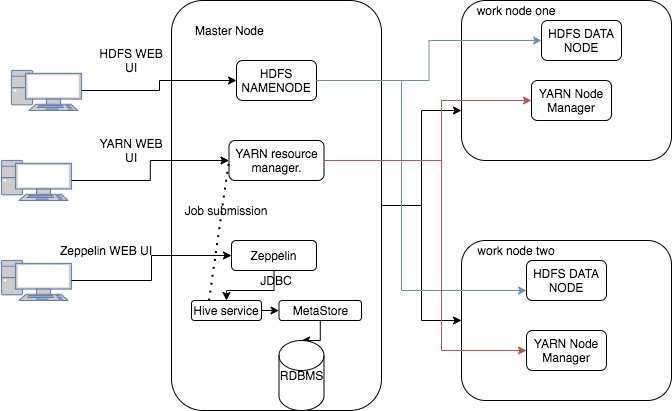 HDFS WEB
UI
Master Node
HDFS
NAMENODE
YARN WEB
UI
YARN resource
manager.
Job submission
Zeppelin WEB UI
Zeppelin
JDBC
Hive service
MetaStore
RDBMS
work node one
HDFS DATA
NODE
YARN Node
Manager
work node two
HDFS DATA
NODE
YARN Node
Manager